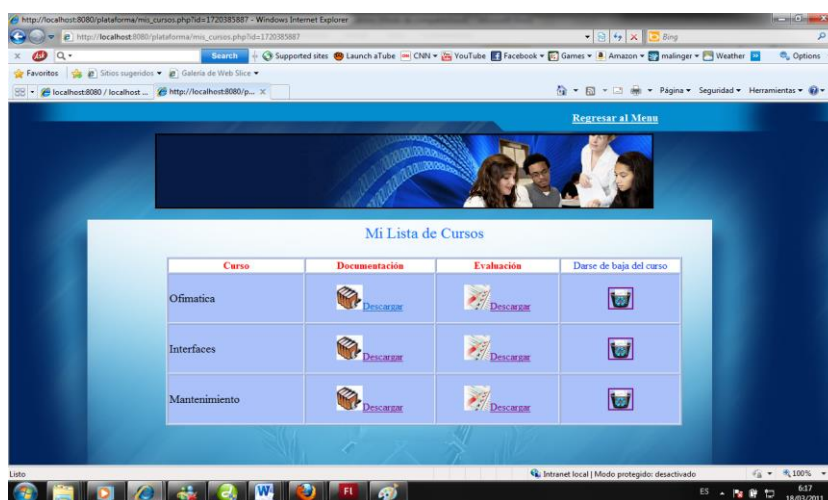 http://localhost:8080/plataforma/mis_cursos.php?id=1720385887 - Windows Internet Explorer
http://localhost:8080/plataforma/mis_cursos.php?id=1720385887 Bing
Search Supported sites Launch aTube CNN YouTube Facebook Games Amazon malinger Weather Options
Favoritos Sitios sugeridos Galería de Web Slice
localhost:8080 / localhost ... http://localhost:8080/p... Página Seguridad Herramientas
Regresar al Menu
Mi Lista de Cursos
Curso Documentación Evaluación Darse de baja del curso
Ofimatica Descargar Descargar
Interfaces Descargar Descargar
Mantenimiento Descargar Descargar
Listo Intranet local | Modo protegido: desactivado 100%
ES 6:17
18/03/2011